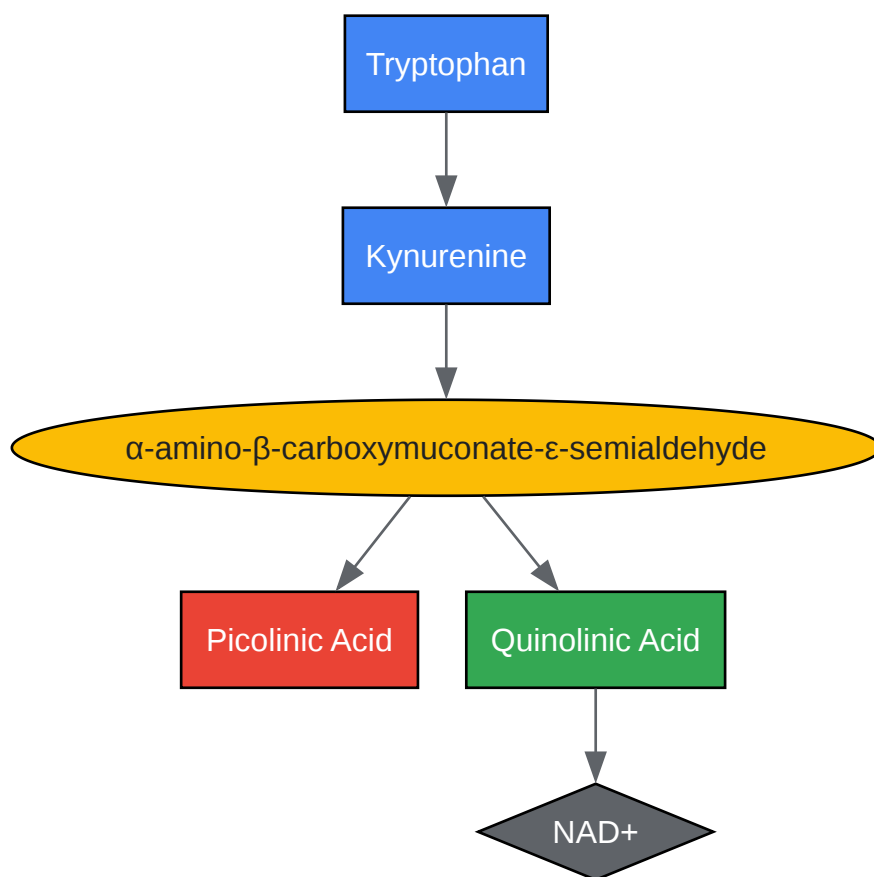 Tryptophan
Kynurenine
α-amino-β-carboxymuconate-ε-semialdehyde
Picolinic Acid
Quinolinic Acid
NAD+